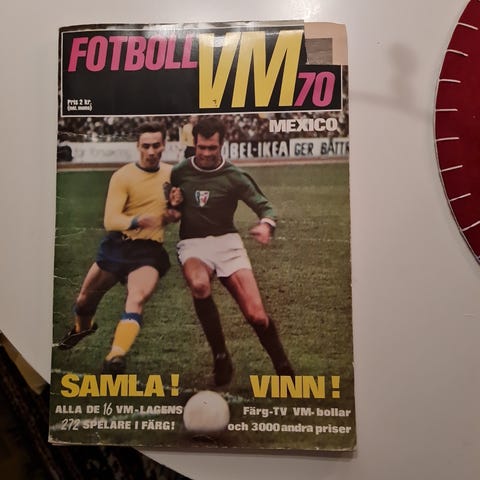 FOTBOLL VM 70
Pris 2 kr.
(inkl. moms)
MEXICO
BEL-IKEA GER BÄTT
SAMLA! VINN!
ALLA DE 16 VM-LAGENS
272 SPELARE I FÄRG!
Färg-TV VM-bollar
och 3000 andra priser